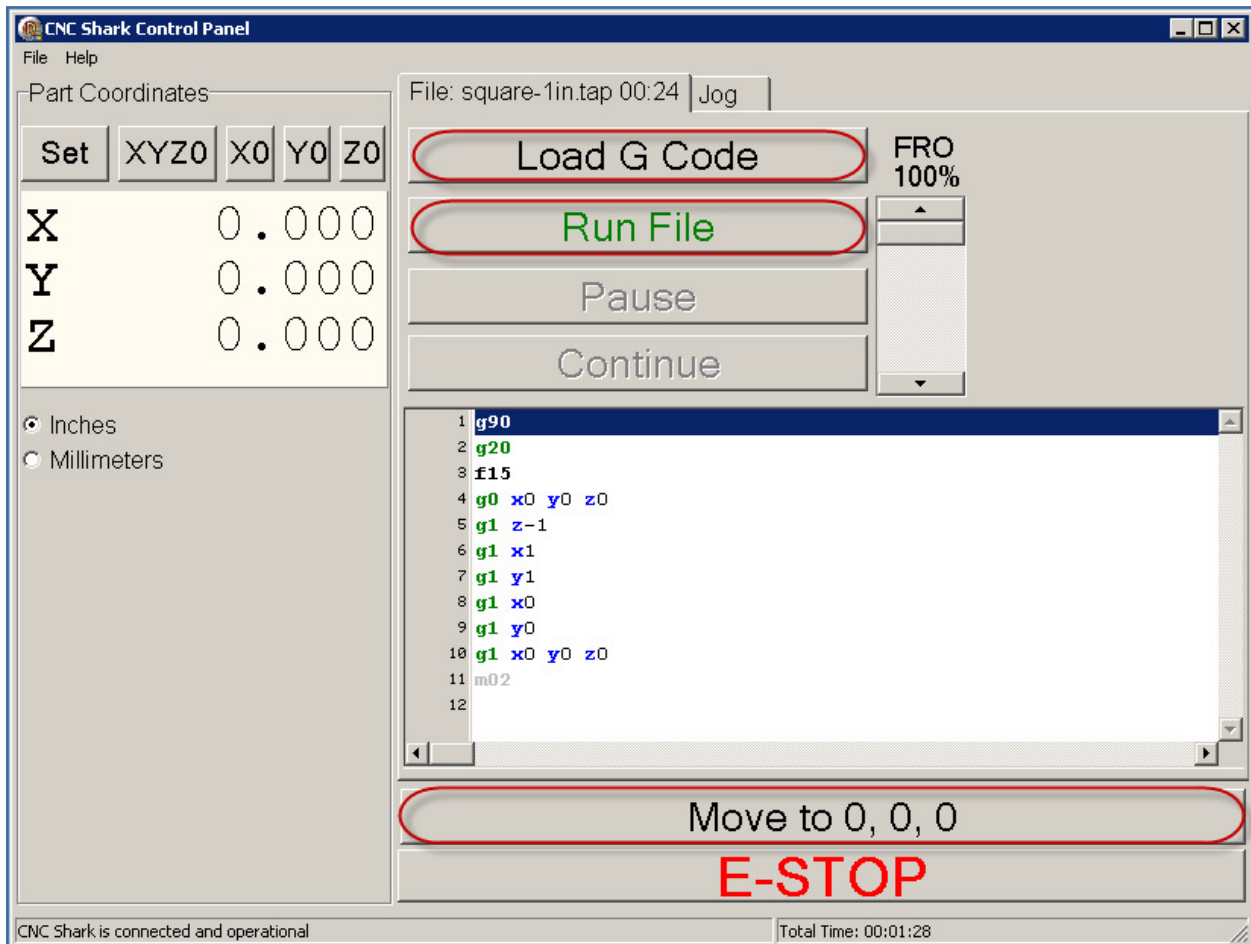 CNC Shark Control Panel
File Help
Part Coordinates
Set XYZ0 X0 Y0 Z0
X 0.000
Y 0.000
Z 0.000
Inches
Millimeters
File: square-1in.tap 00:24 Jog
Load G Code
FRO
100%
Run File
Pause
Continue
1 g90
2 g20
3 f15
4 g0 x0 y0 z0
5 g1 z-1
6 g1 x1
7 g1 y1
8 g1 x0
9 g1 y0
10 g1 x0 y0 z0
11 m02
12
Move to 0, 0, 0
E-STOP
CNC Shark is connected and operational
Total Time: 00:01:28